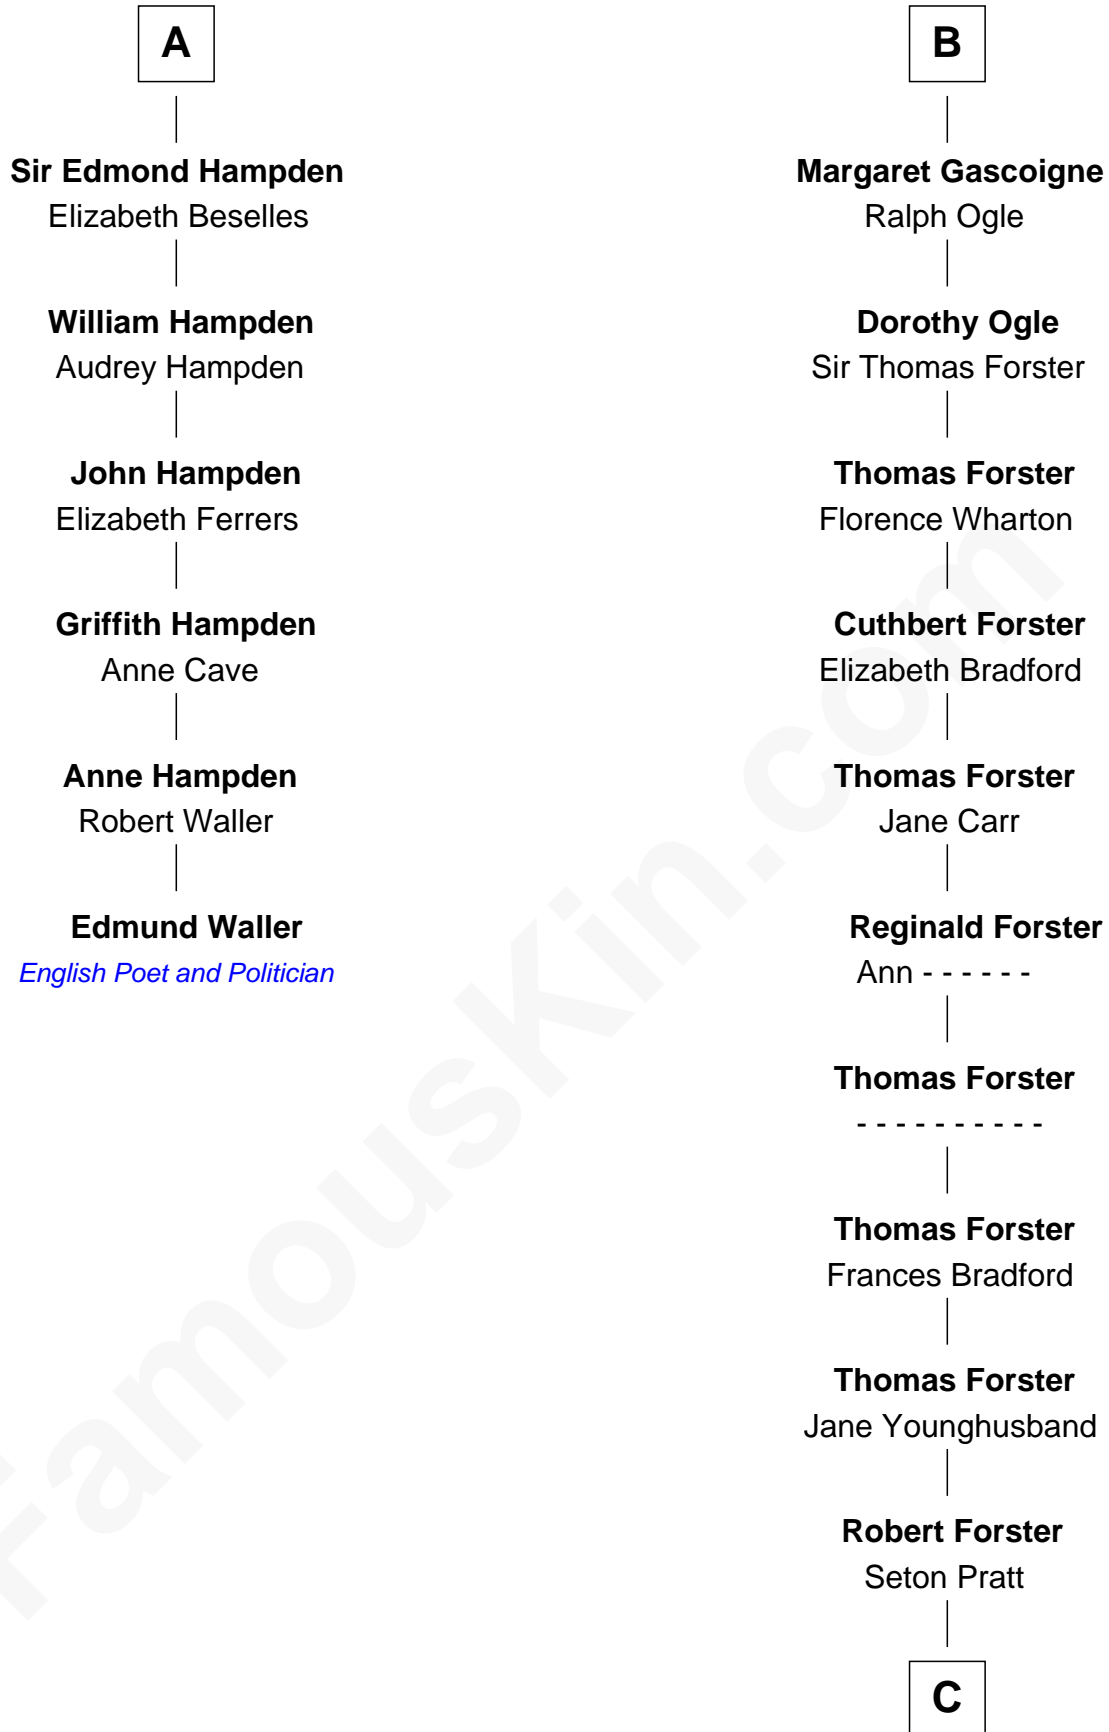 A
Sir Edmond Hampden
Elizabeth Beselles
William Hampden
Audrey Hampden
John Hampden
Elizabeth Ferrers
Griffith Hampden
Anne Cave
Anne Hampden
Robert Waller
Edmund Waller
English Poet and Politician
B
Margaret Gascoigne
Ralph Ogle
Dorothy Ogle
Sir Thomas Forster
Thomas Forster
Florence Wharton
Cuthbert Forster
Elizabeth Bradford
Thomas Forster
Jane Carr
Reginald Forster
Ann - - - - - -
Thomas Forster
- - - - - - - - - -
Thomas Forster
Frances Bradford
Thomas Forster
Jane Younghusband
Robert Forster
Seton Pratt
C
FamousKin.com